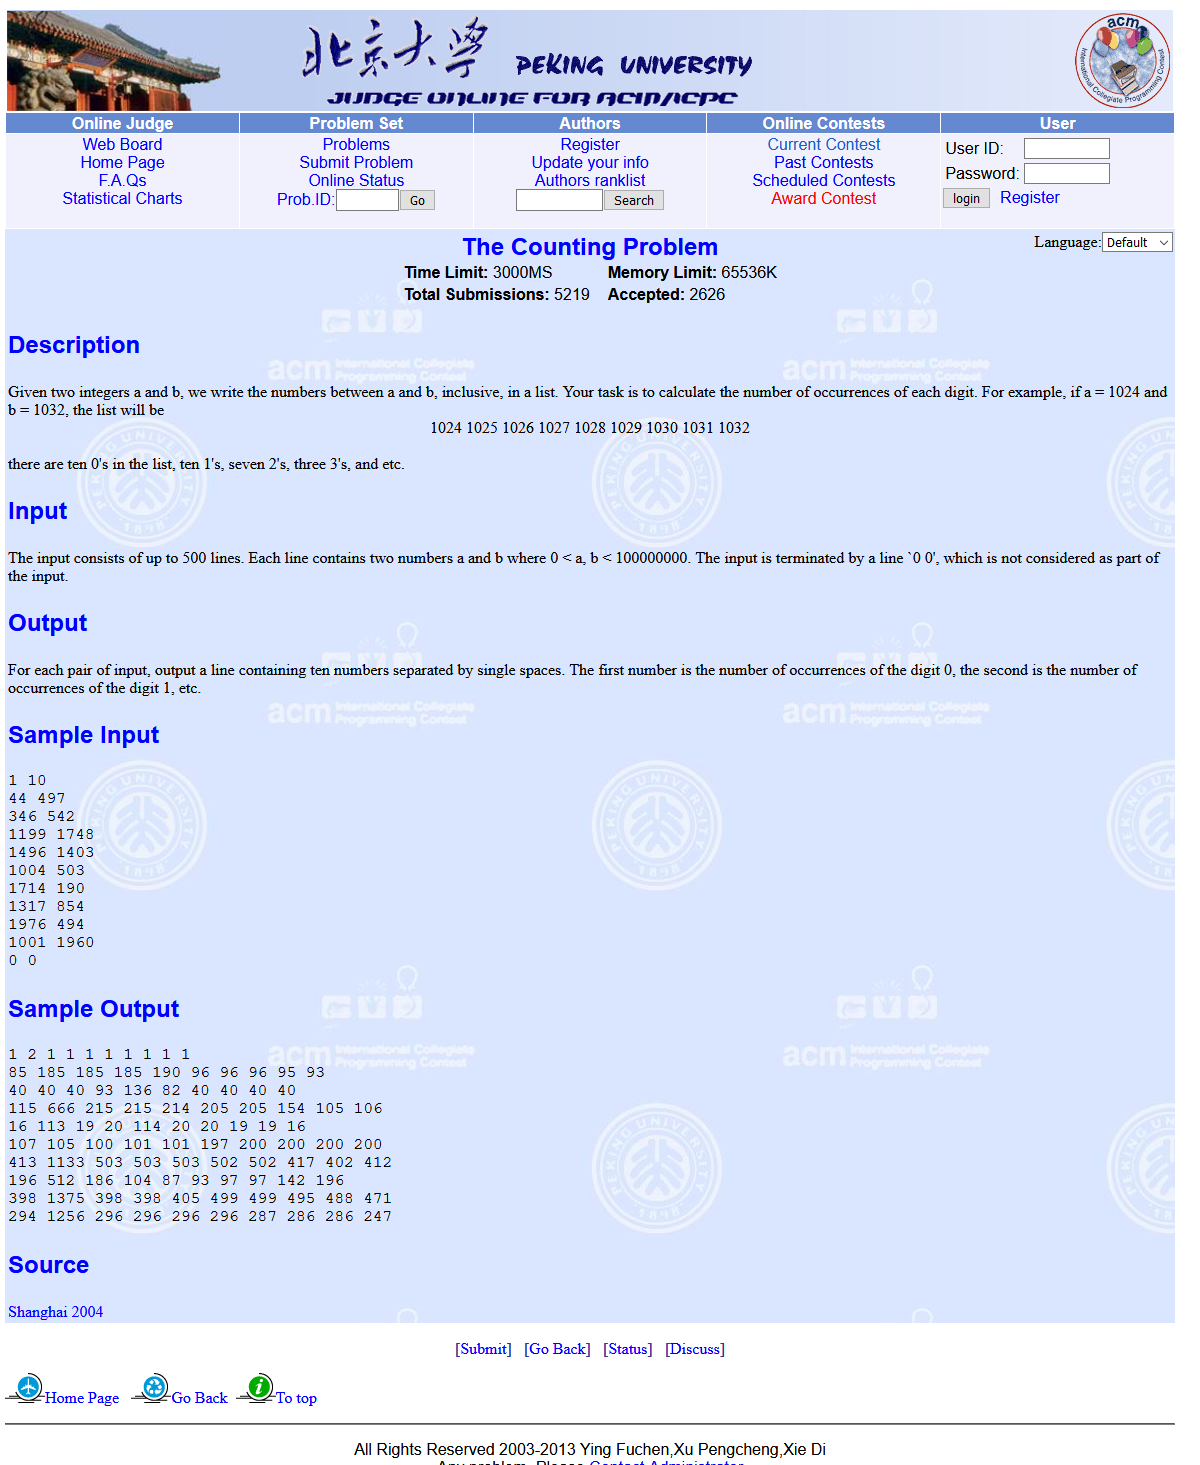 北京大学 PEKING UNIVERSITY
JUDGE ONLINE FOR ACM/ICPC
acm International Collegiate Programming Contest
Online Judge Problem Set Authors Online Contests User
Web Board Problems Register Current Contest User ID:
Home Page Submit Problem Update your info Past Contests Password:
F.A.Qs Online Status Authors ranklist Scheduled Contests login Register
Statistical Charts Prob.ID: Go Search Award Contest
The Counting Problem
Language: Default
Time Limit: 3000MS Memory Limit: 65536K
Total Submissions: 5219 Accepted: 2626
Description
Given two integers a and b, we write the numbers between a and b, inclusive, in a list. Your task is to calculate the number of occurrences of each digit. For example, if a = 1024 and
b = 1032, the list will be
1024 1025 1026 1027 1028 1029 1030 1031 1032
there are ten 0's in the list, ten 1's, seven 2's, three 3's, and etc.
Input
The input consists of up to 500 lines. Each line contains two numbers a and b where 0 < a, b < 100000000. The input is terminated by a line `0 0', which is not considered as part of
the input.
Output
For each pair of input, output a line containing ten numbers separated by single spaces. The first number is the number of occurrences of the digit 0, the second is the number of
occurrences of the digit 1, etc.
Sample Input
1 10
44 497
346 542
1199 1748
1496 1403
1004 503
1714 190
1317 854
1976 494
1001 1960
0 0
Sample Output
1 2 1 1 1 1 1 1 1 1
85 185 185 185 190 96 96 96 95 93
40 40 40 93 136 82 40 40 40 40
115 666 215 215 214 205 205 154 105 106
16 113 19 20 114 20 20 19 19 16
107 105 100 101 101 197 200 200 200 200
413 1133 503 503 503 502 502 417 402 412
196 512 186 104 87 93 97 97 142 196
398 1375 398 398 405 499 499 495 488 471
294 1256 296 296 296 296 287 286 286 247
Source
Shanghai 2004
[Submit] [Go Back] [Status] [Discuss]
Home Page Go Back To top
All Rights Reserved 2003-2013 Ying Fuchen,Xu Pengcheng,Xie Di
Any problem, Please Contact Administrator